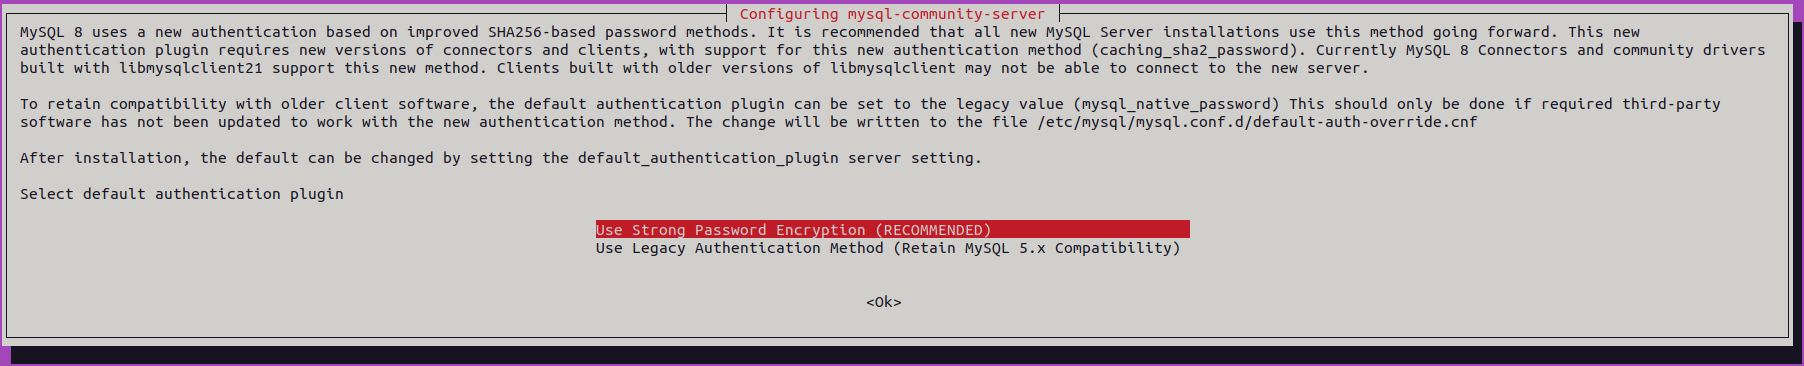 Configuring mysql-community-server
MySQL 8 uses a new authentication based on improved SHA256-based password methods. It is recommended that all new MySQL Server installations use this method going forward. This new
authentication plugin requires new versions of connectors and clients, with support for this new authentication method (caching_sha2_password). Currently MySQL 8 Connectors and community drivers
built with libmysqlclient21 support this new method. Clients built with older versions of libmysqlclient may not be able to connect to the new server.
To retain compatibility with older client software, the default authentication plugin can be set to the legacy value (mysql_native_password) This should only be done if required third-party
software has not been updated to work with the new authentication method. The change will be written to the file /etc/mysql/mysql.conf.d/default-auth-override.cnf
After installation, the default can be changed by setting the default_authentication_plugin server setting.
Select default authentication plugin
Use Strong Password Encryption (RECOMMENDED)
Use Legacy Authentication Method (Retain MySQL 5.x Compatibility)
<Ok>